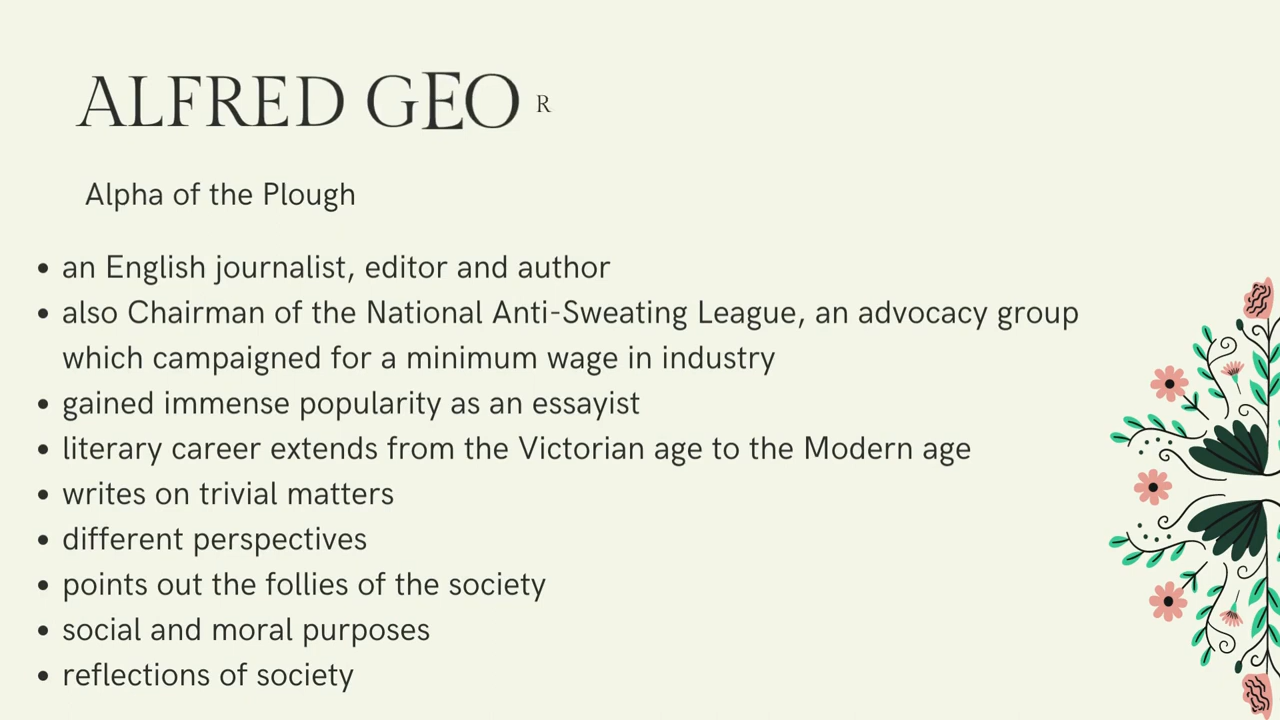 ALFRED GEO R
Alpha of the Plough
• an English journalist, editor and author
• also Chairman of the National Anti-Sweating League, an advocacy group
which campaigned for a minimum wage in industry
• gained immense popularity as an essayist
• literary career extends from the Victorian age to the Modern age
• writes on trivial matters
• different perspectives
• points out the follies of the society
• social and moral purposes
• reflections of society